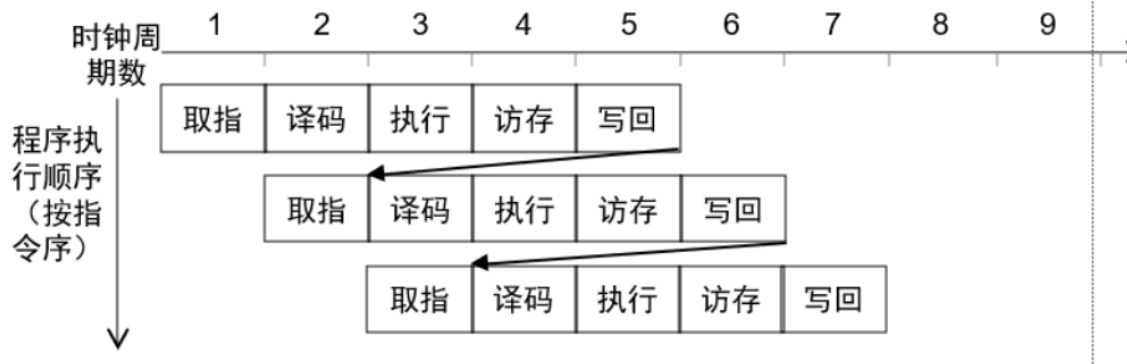 1 2 3 4 5 6 7 8 9
时钟周
期数
取指 译码 执行 访存 写回
程序执
行顺序
（按指
令序）
取指 译码 执行 访存 写回
取指 译码 执行 访存 写回